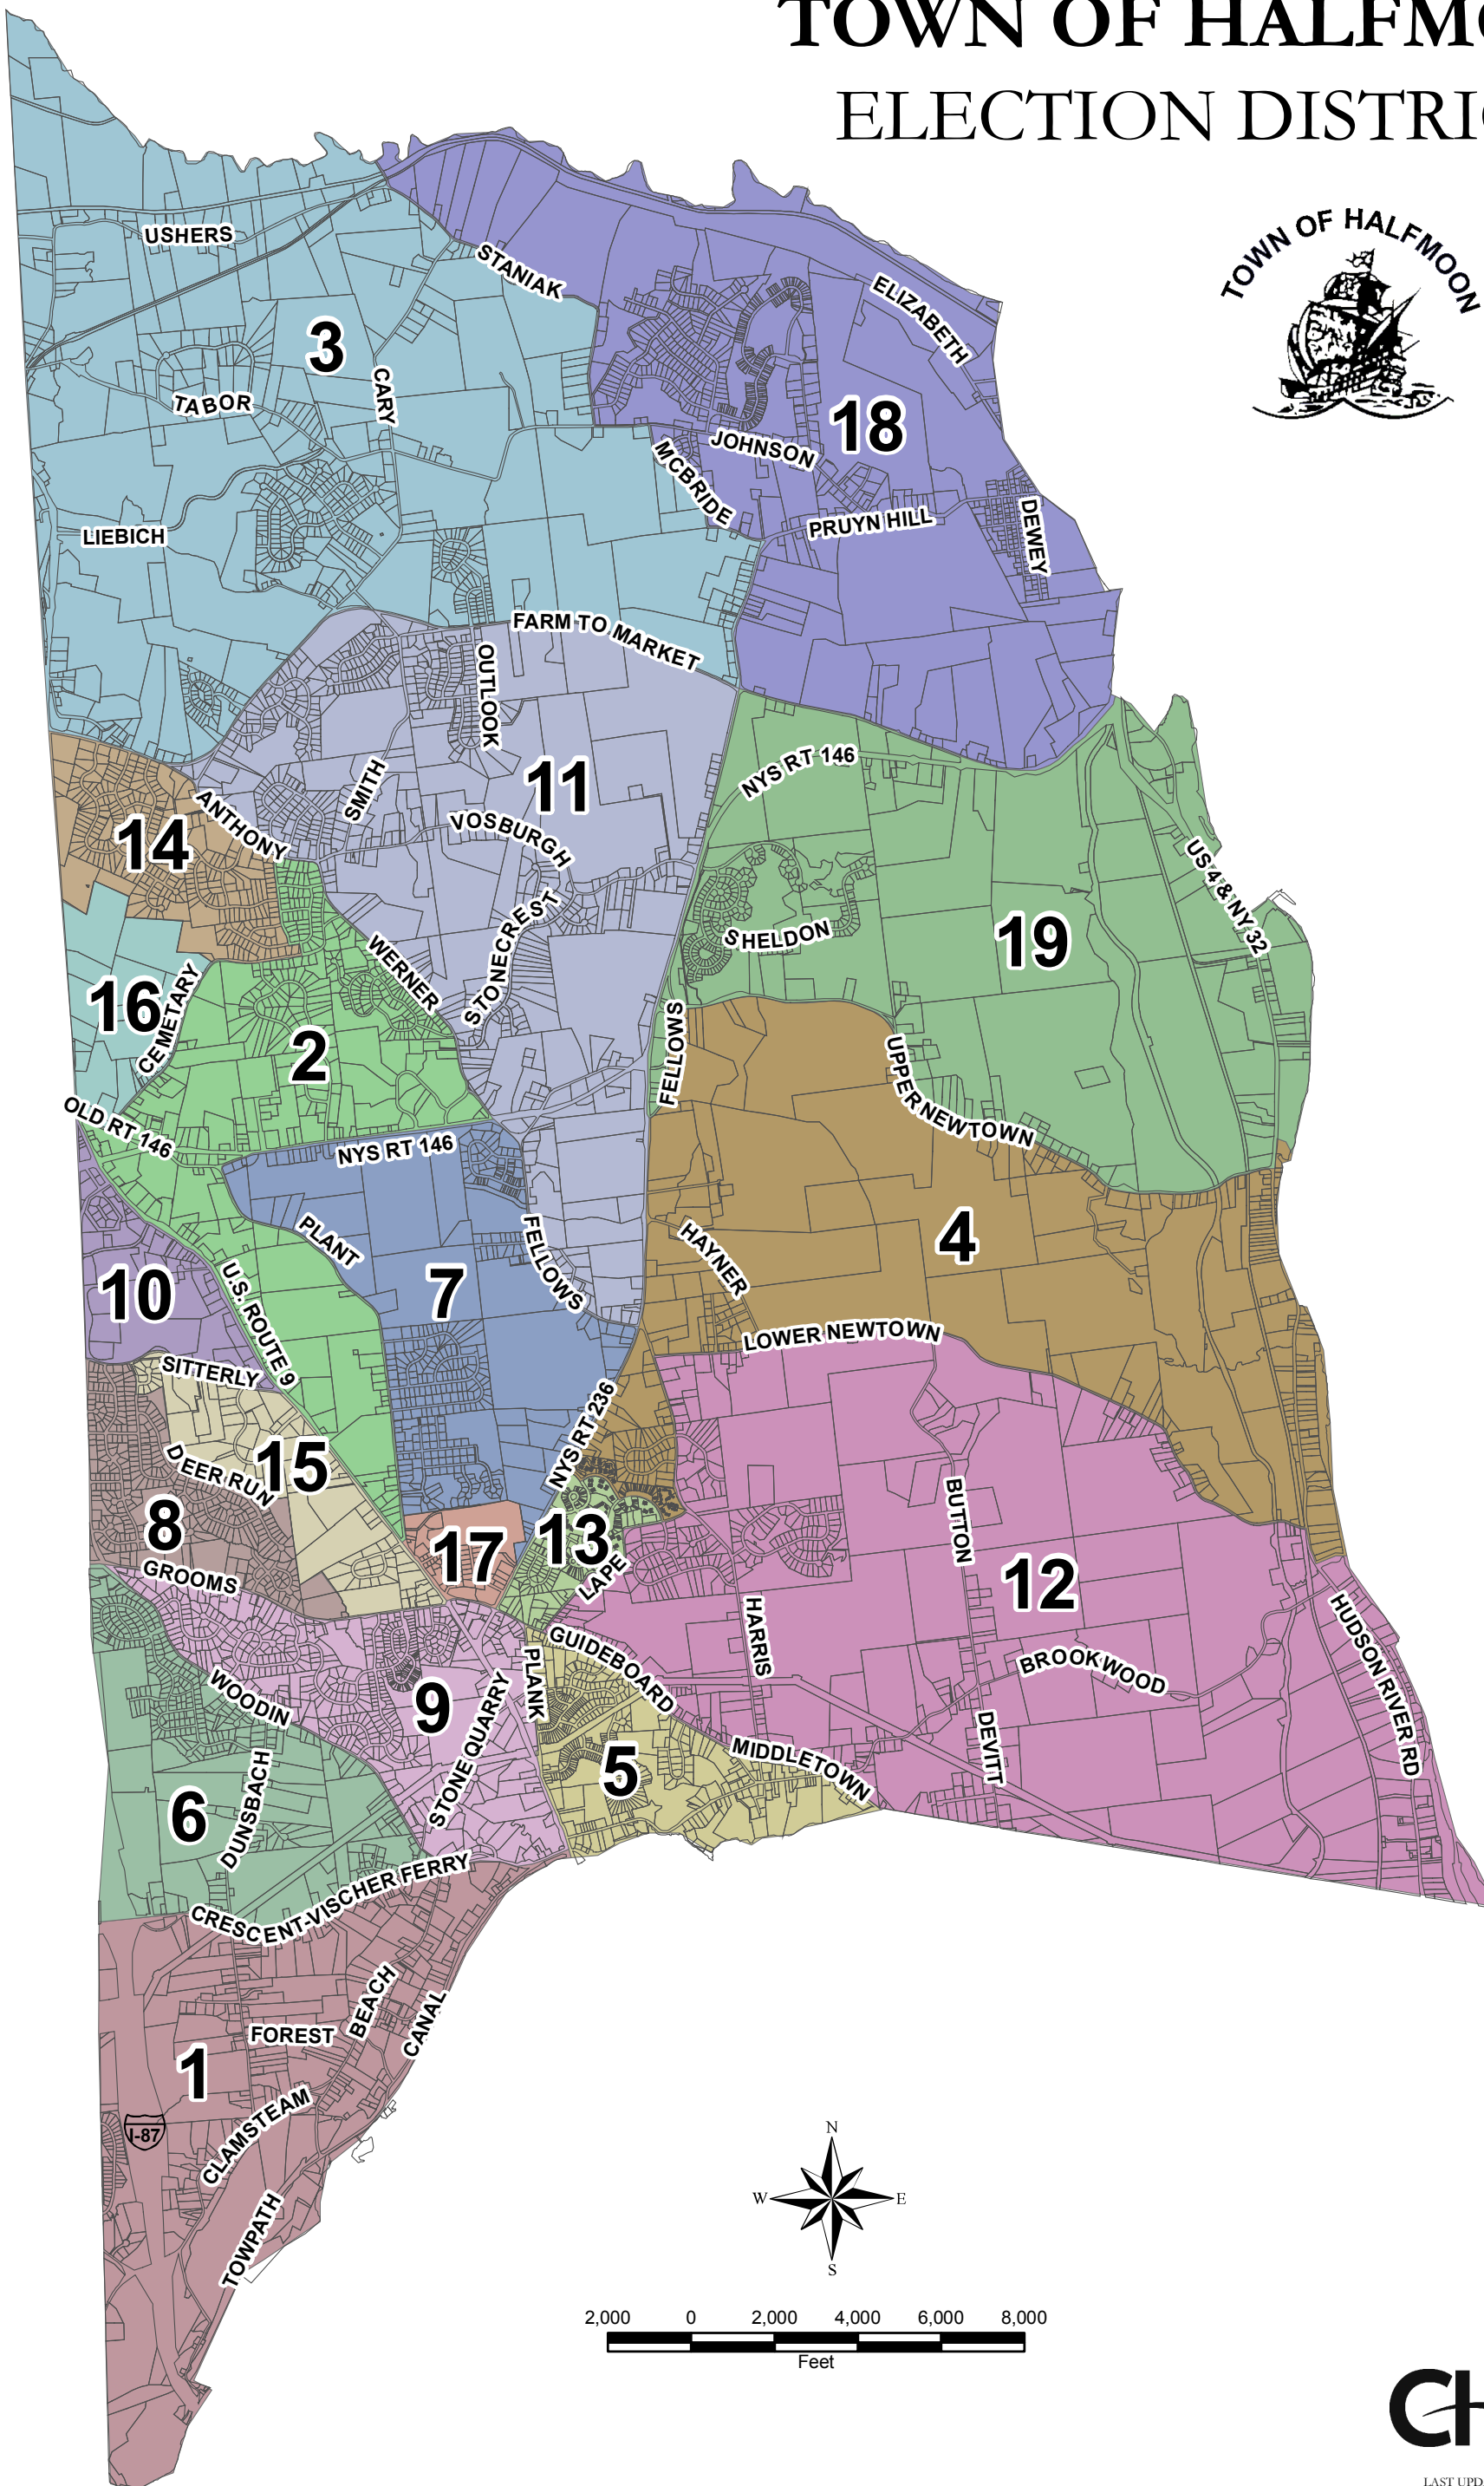 TOWN OF HALFMO
ELECTION DISTRI
TOWN OF HALFMOON
USHERS
STANIAK
ELIZABETH
3
CARY
TABOR
18
JOHNSON
MCBRIDE
PRUYN HILL
DEWEY
LIEBICH
FARM TO MARKET
OUTLOOK
NYS RT 146
11
SMITH
ANTHONY
14
VOSBURGH
US 4 & NY 32
STONECREST
SHELDON
19
WERNER
16
CEMETARY
2
FELLOWS
UPPER NEWTOWN
OLD RT 146
NYS RT 146
PLANT
FELLOWS
HAYNER
4
10
U.S. ROUTE 9
7
LOWER NEWTOWN
SITTERLY
NYS RT 236
15
DEER RUN
BUTTON
8
17
13
LAPE
12
GROOMS
HARRIS
HUDSON RIVER RD
GUIDEBOARD
PLANK
BROOKWOOD
WOODIN
9
STONE QUARRY
DEVITT
MIDDLETOWN
5
DUNSBACH
6
CRESCENT-VISCHER FERRY
BEACH
CANAL
FOREST
1
CLAMSTEAM
I-87
TOWPATH
N
W E
S
2,000 0 2,000 4,000 6,000 8,000
Feet
CH
LAST UPD